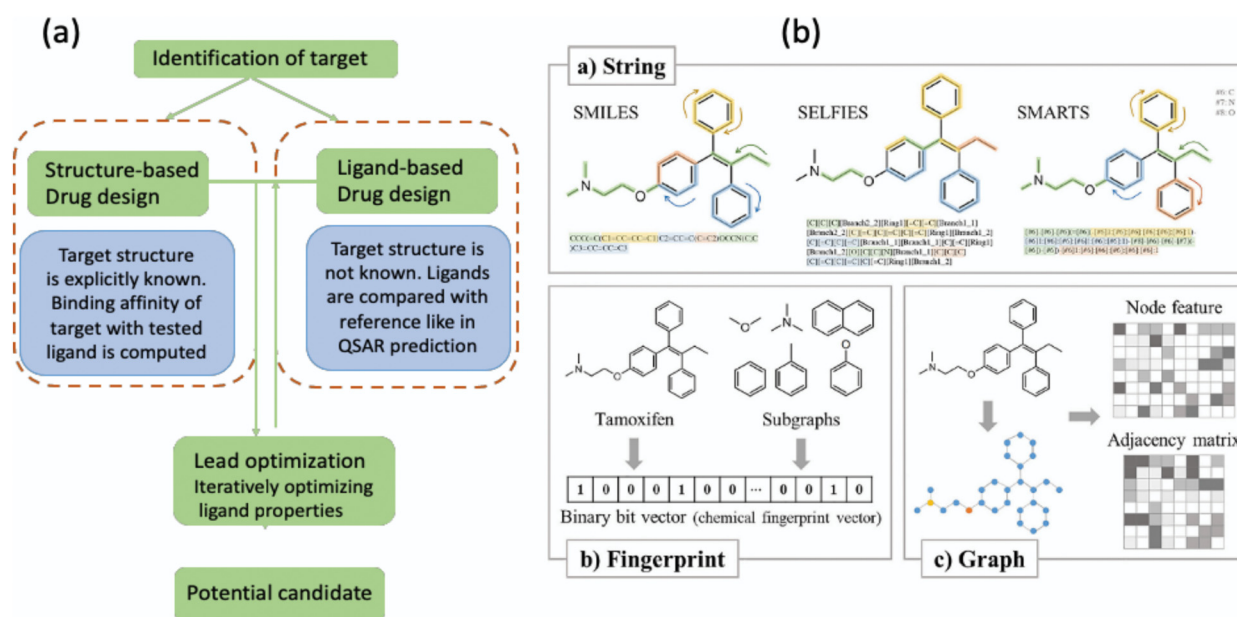 (a)
Identification of target
Structure-based
Drug design
Ligand-based
Drug design
Target structure
is explicitly known.
Binding affinity of
target with tested
ligand is computed
Target structure is
not known. Ligands
are compared with
reference like in
QSAR prediction
Lead optimization
Iteratively optimizing
ligand properties
Potential candidate
(b)
a) String
SMILES
N
O
SELFIES
N
O
SMARTS
N
O
#6: C
#7: N
#8: O
N
O
Tamoxifen
O
N
O
Subgraphs
1 0 0 0 1 0 0 ... 0 0 1 0
Binary bit vector (chemical fingerprint vector)
b) Fingerprint
N
O
Node feature
Adjacency matrix
c) Graph